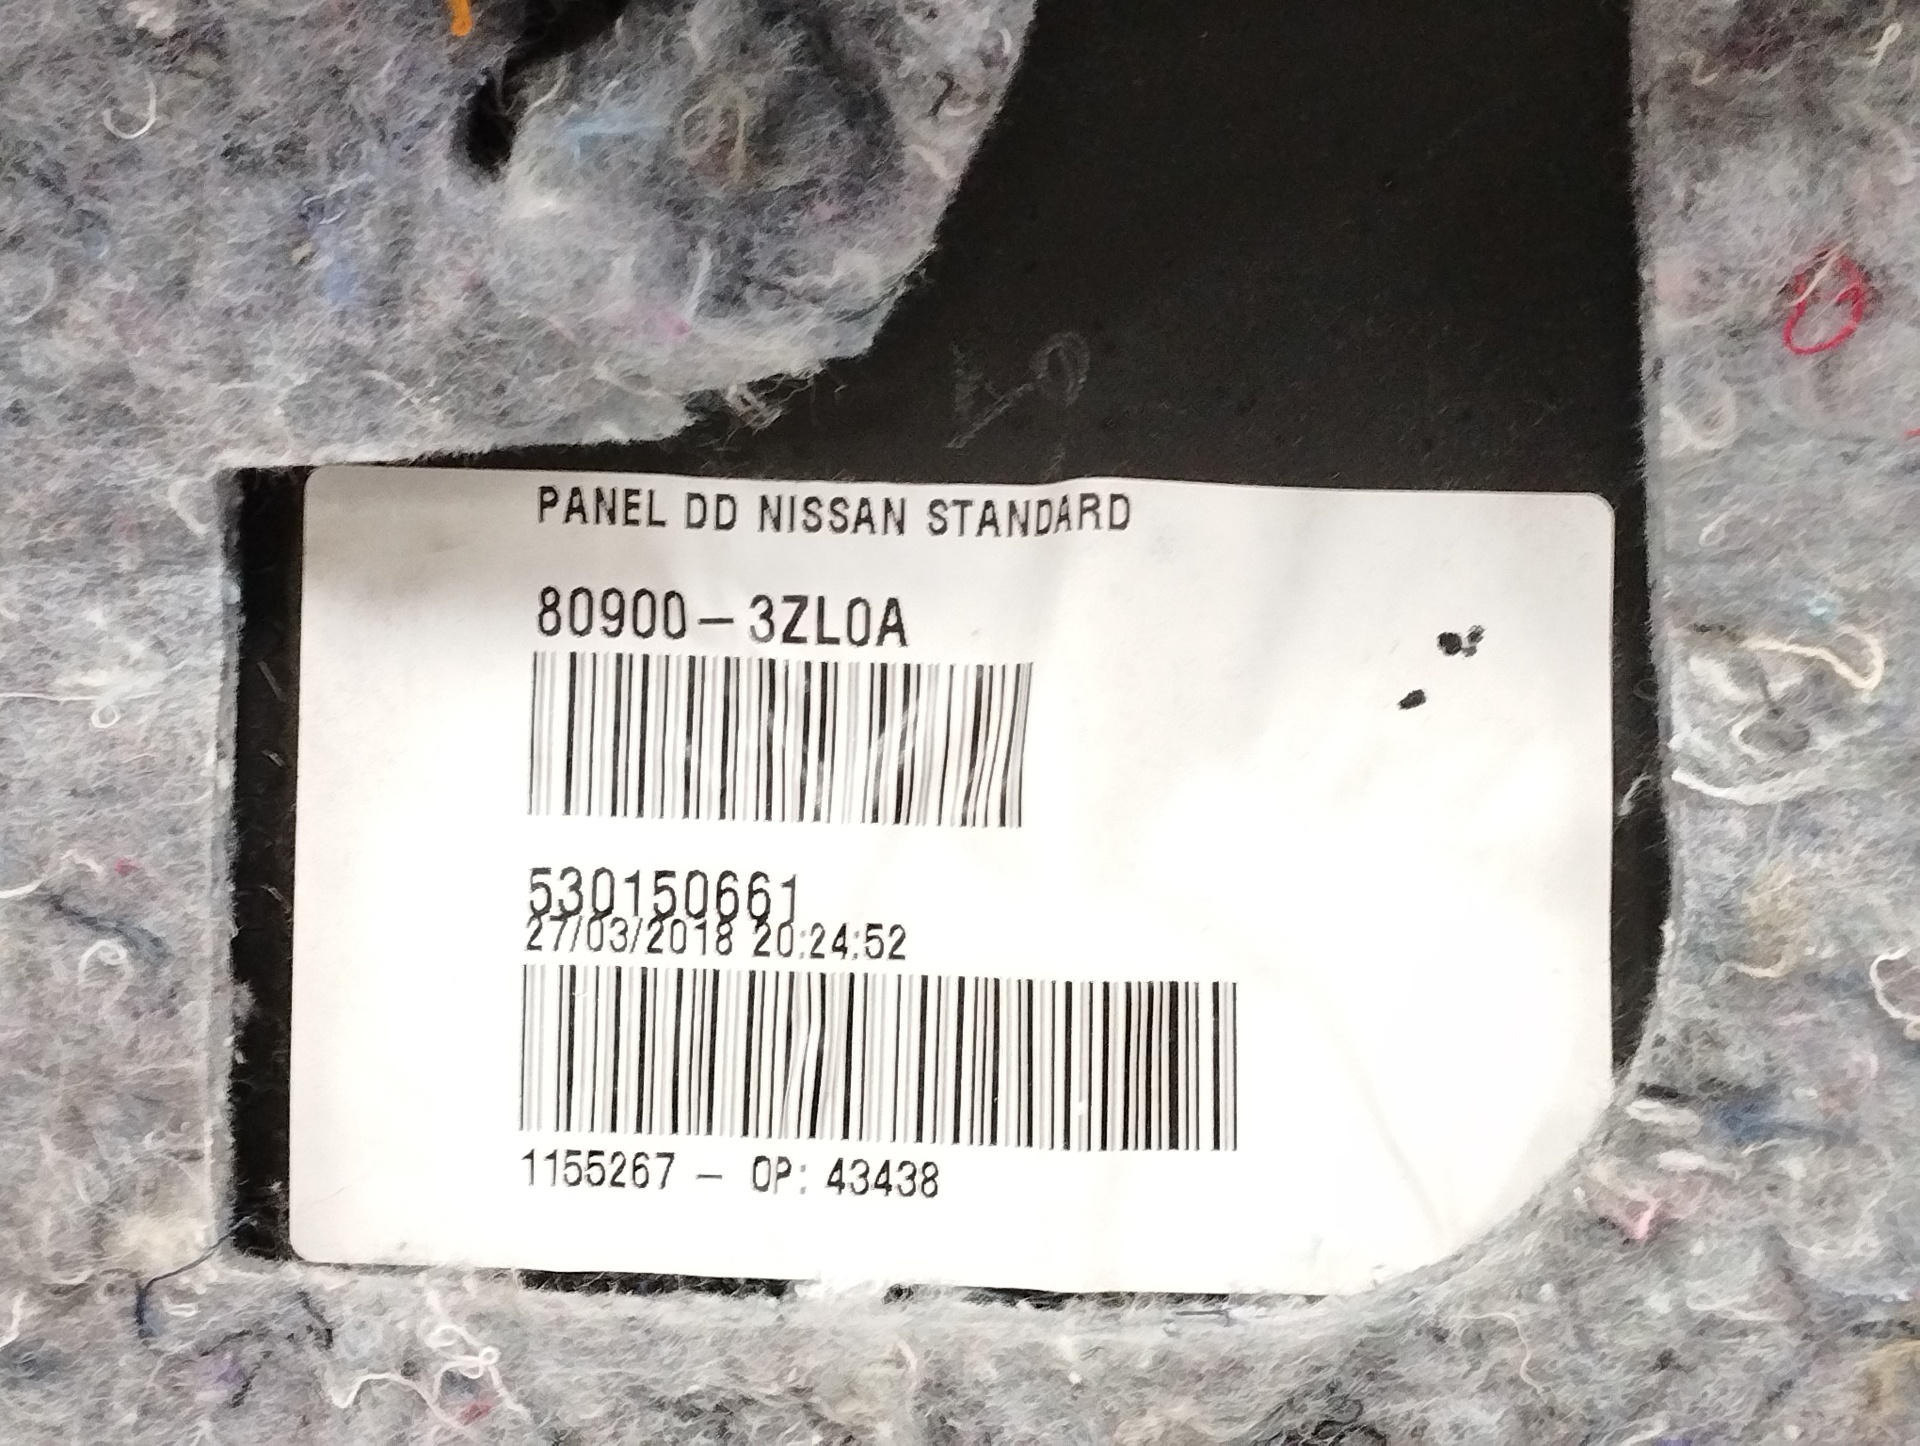 PANEL DD NISSAN STANDARD
80900-3ZL0A
530150661
27/03/2018 20:24:52
1155267 - OP: 43438